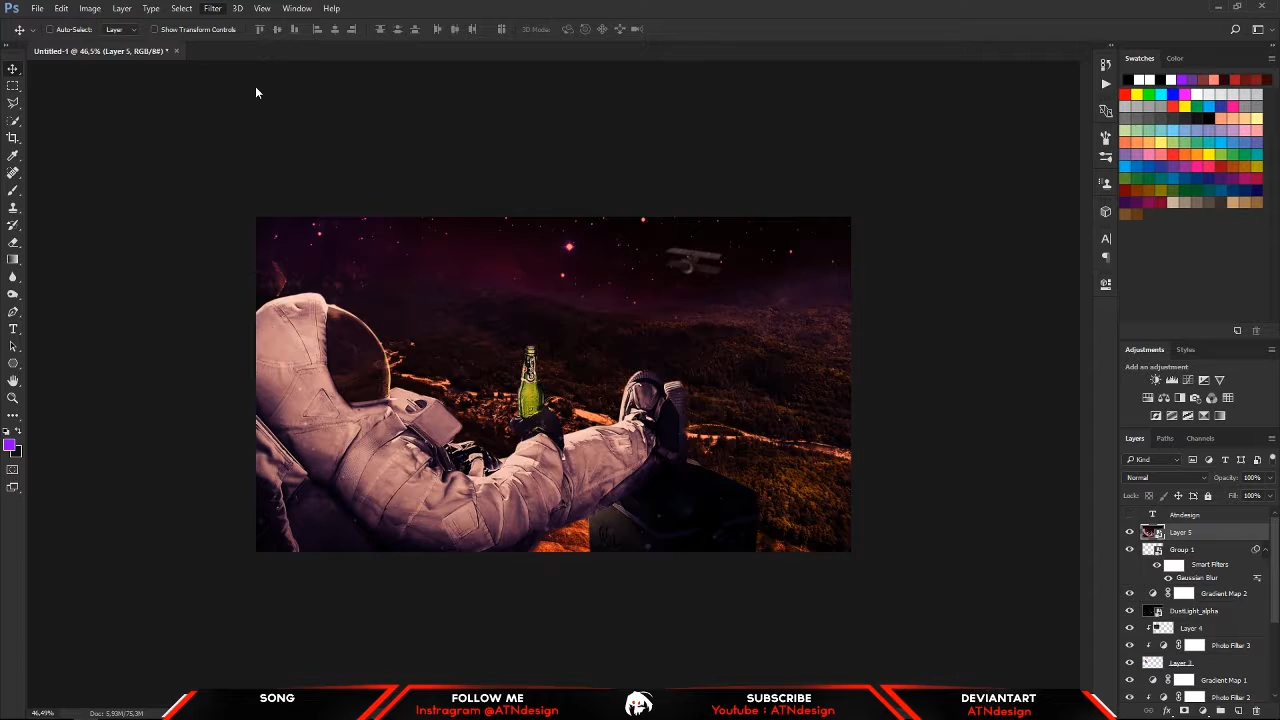 Ps File Edit Image Layer Type Select Filter 3D View Window Help
Auto-Select: Layer Show Transform Controls 3D Mode:
Untitled-1 @ 46,5% (Layer 5, RGB/8#) * ×
Swatches Color
Adjustments Styles
Add an adjustment
Layers Paths Channels
Kind
Normal Opacity: 100%
Lock: Fill: 100%
T Atndesign
Layer 5
Group 1
Smart Filters
Gaussian Blur
Gradient Map 2
DustLight_alpha
Layer 4
Photo Filter 3
Layer 3
Gradient Map 1
Photo Filter 2
46,49% Doc: 5,93M/75,3M
SONG
FOLLOW ME
Instragram @ATNdesign
SUBSCRIBE
Youtube : ATNdesign
DEVIANTART
ATNdesign